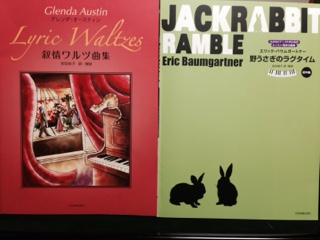 Glenda Austin
グレンダ・オースティン
Lyric Waltzes
叙情ワルツ曲集
JACKRABBIT
RAMBLE
Eric Baumgartner
エリック・バウムガートナー
野うさぎのラグタイム